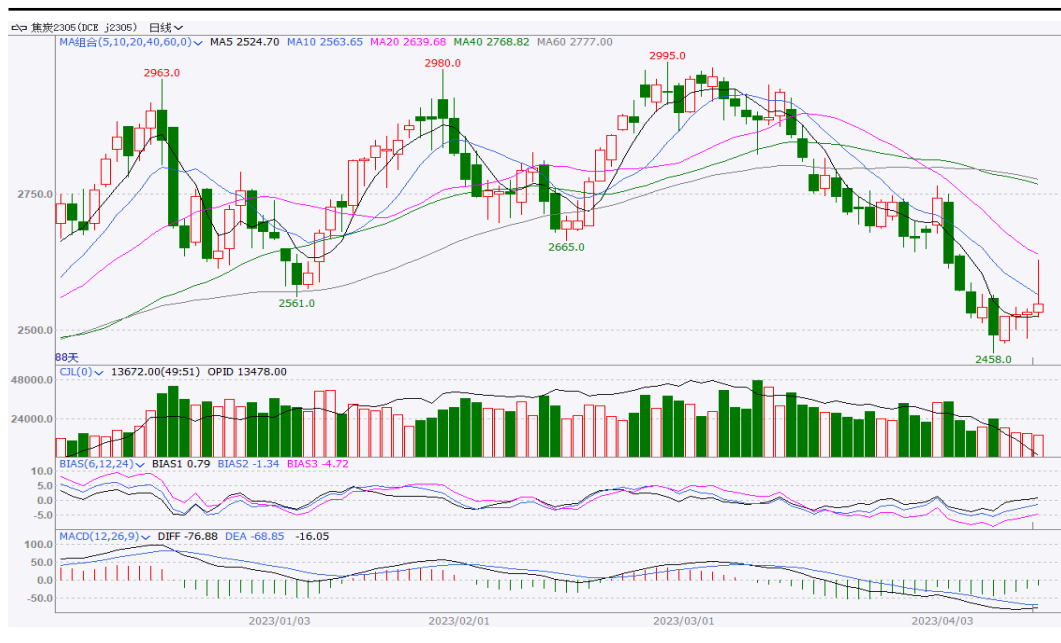 焦炭2305(DCE j2305) 日线
MA组合(5,10,20,40,60,0) MA5 2524.70 MA10 2563.65 MA20 2639.68 MA40 2768.82 MA60 2777.00
2995.0
2980.0
2963.0
2750.0
2665.0
2561.0
2500.0
2458.0
88天
CJL(0) 13672.00(49:51) OPID 13478.00
48000.0
24000.0
BIAS(6,12,24) BIAS1 0.79 BIAS2 -1.34 BIAS3 -4.72
10.0
5.0
0.0
-5.0
MACD(12,26,9) DIFF -76.88 DEA -68.85 -16.05
100.0
50.0
0.0
-50.0
2023/01/03 2023/02/01 2023/03/01 2023/04/03